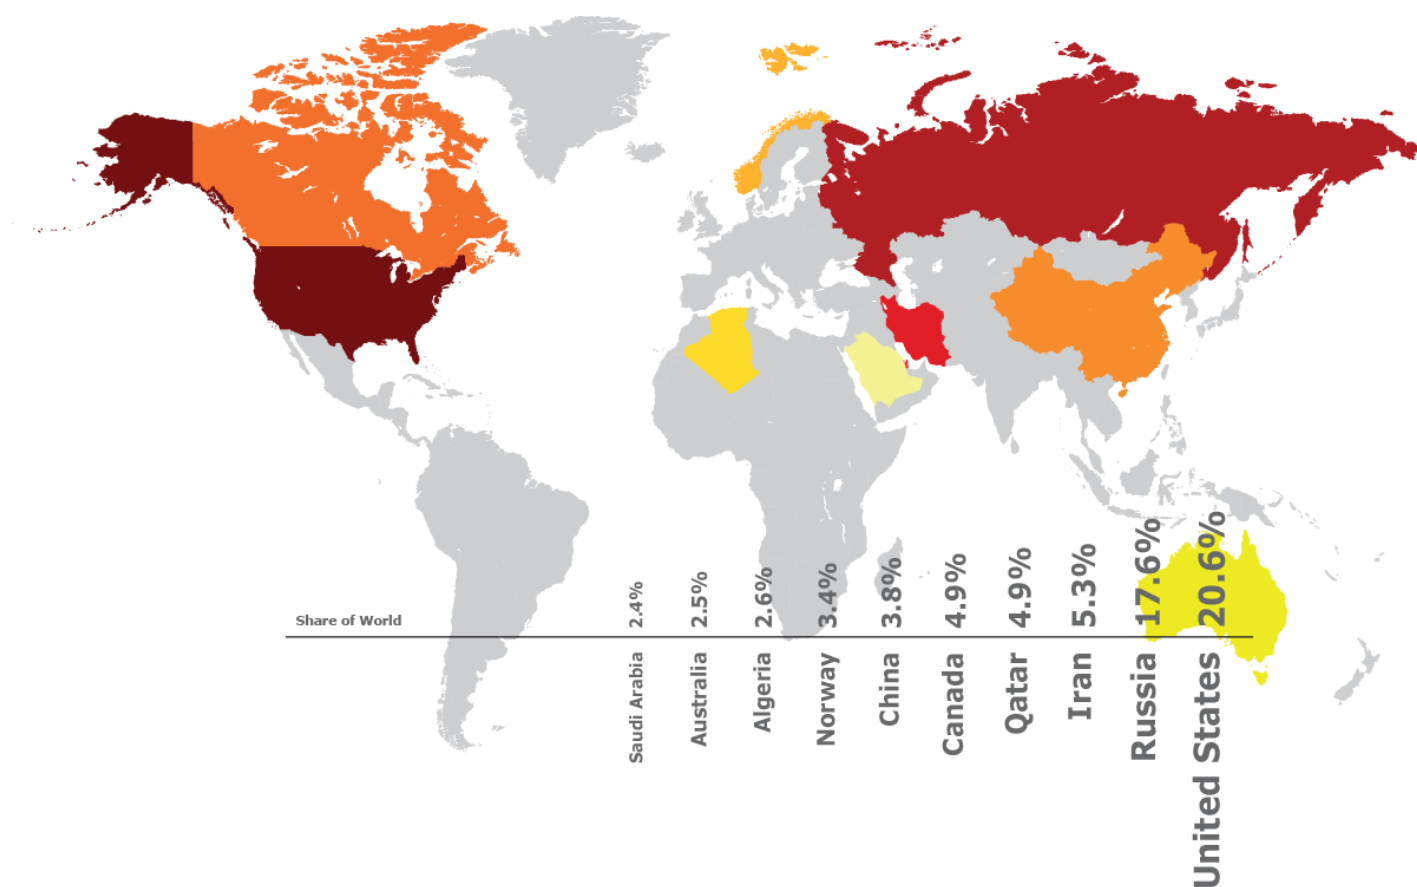 Share of World
2.4%
2.5%
2.6%
3.4%
3.8%
4.9%
4.9%
5.3%
17.6%
20.6%
Saudi Arabia
Australia
Algeria
Norway
China
Canada
Qatar
Iran
Russia
United States